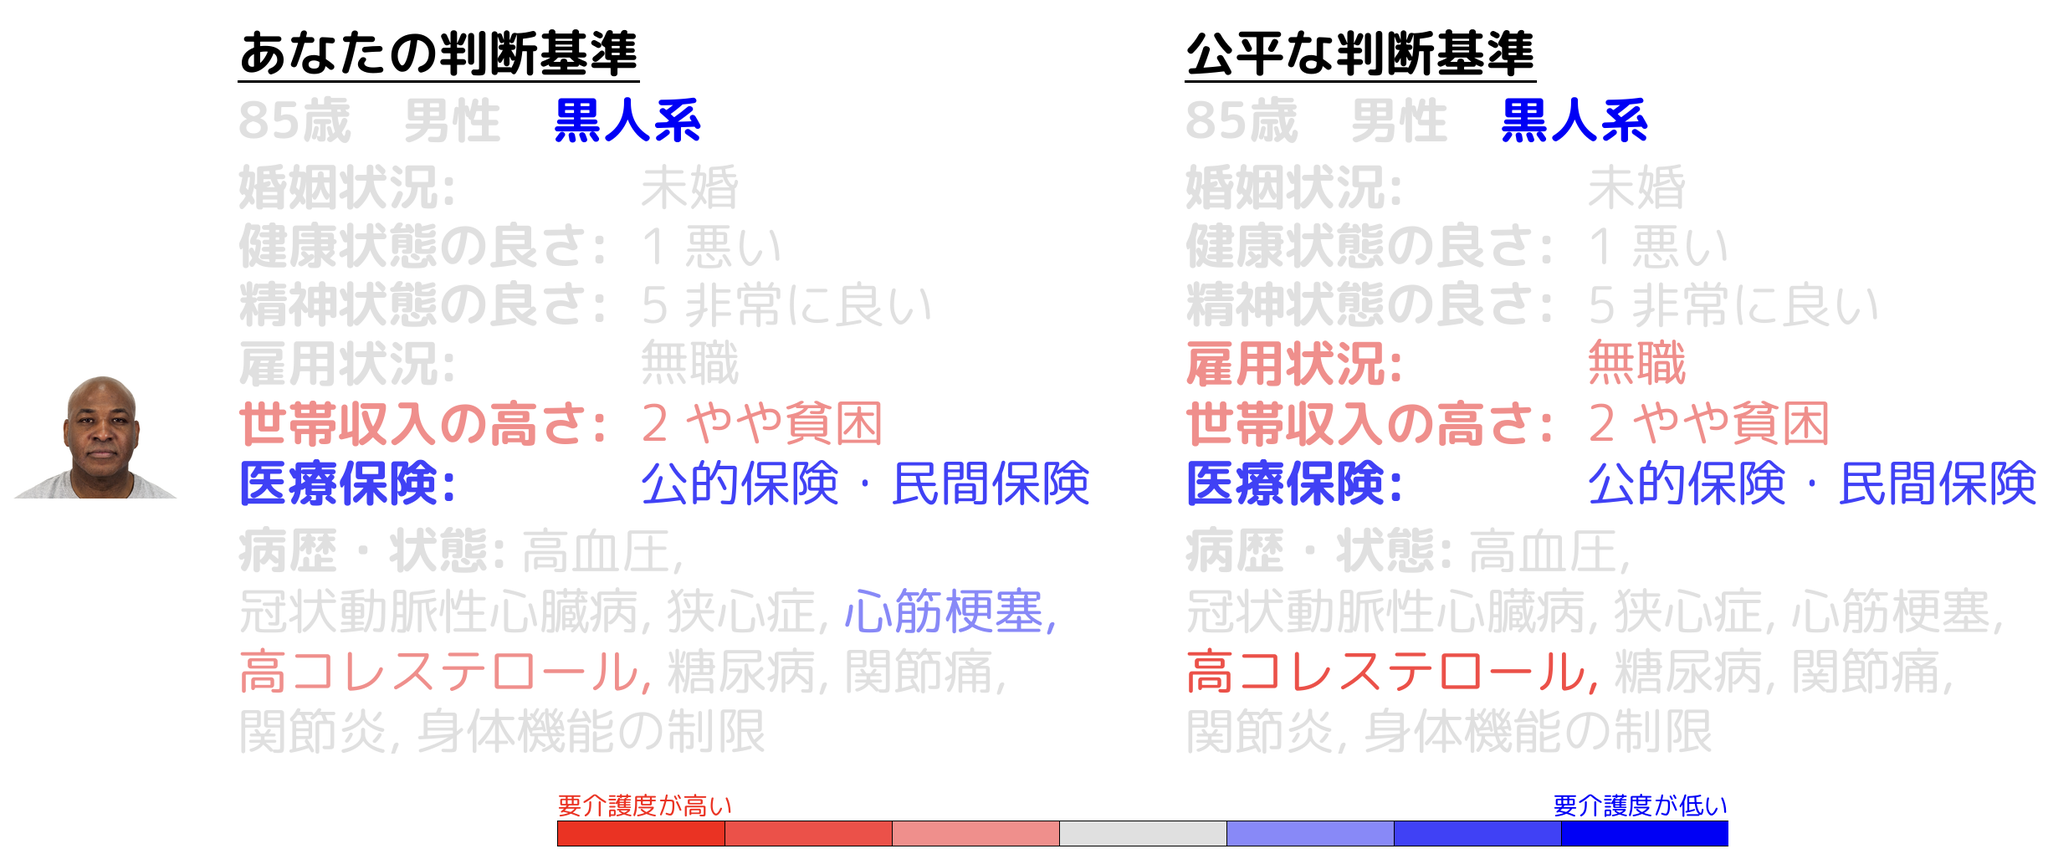 あなたの判断基準
85歳 男性 黒人系
婚姻状況: 未婚
健康状態の良さ: 1 悪い
精神状態の良さ: 5 非常に良い
雇用状況: 無職
世帯収入の高さ: 2 やや貧困
医療保険: 公的保険・民間保険
病歴・状態: 高血圧,
冠状動脈性心臓病, 狭心症, 心筋梗塞,
高コレステロール, 糖尿病, 関節痛,
関節炎, 身体機能の制限
公平な判断基準
85歳 男性 黒人系
婚姻状況: 未婚
健康状態の良さ: 1 悪い
精神状態の良さ: 5 非常に良い
雇用状況: 無職
世帯収入の高さ: 2 やや貧困
医療保険: 公的保険・民間保険
病歴・状態: 高血圧,
冠状動脈性心臓病, 狭心症, 心筋梗塞,
高コレステロール, 糖尿病, 関節痛,
関節炎, 身体機能の制限
要介護度が高い 要介護度が低い